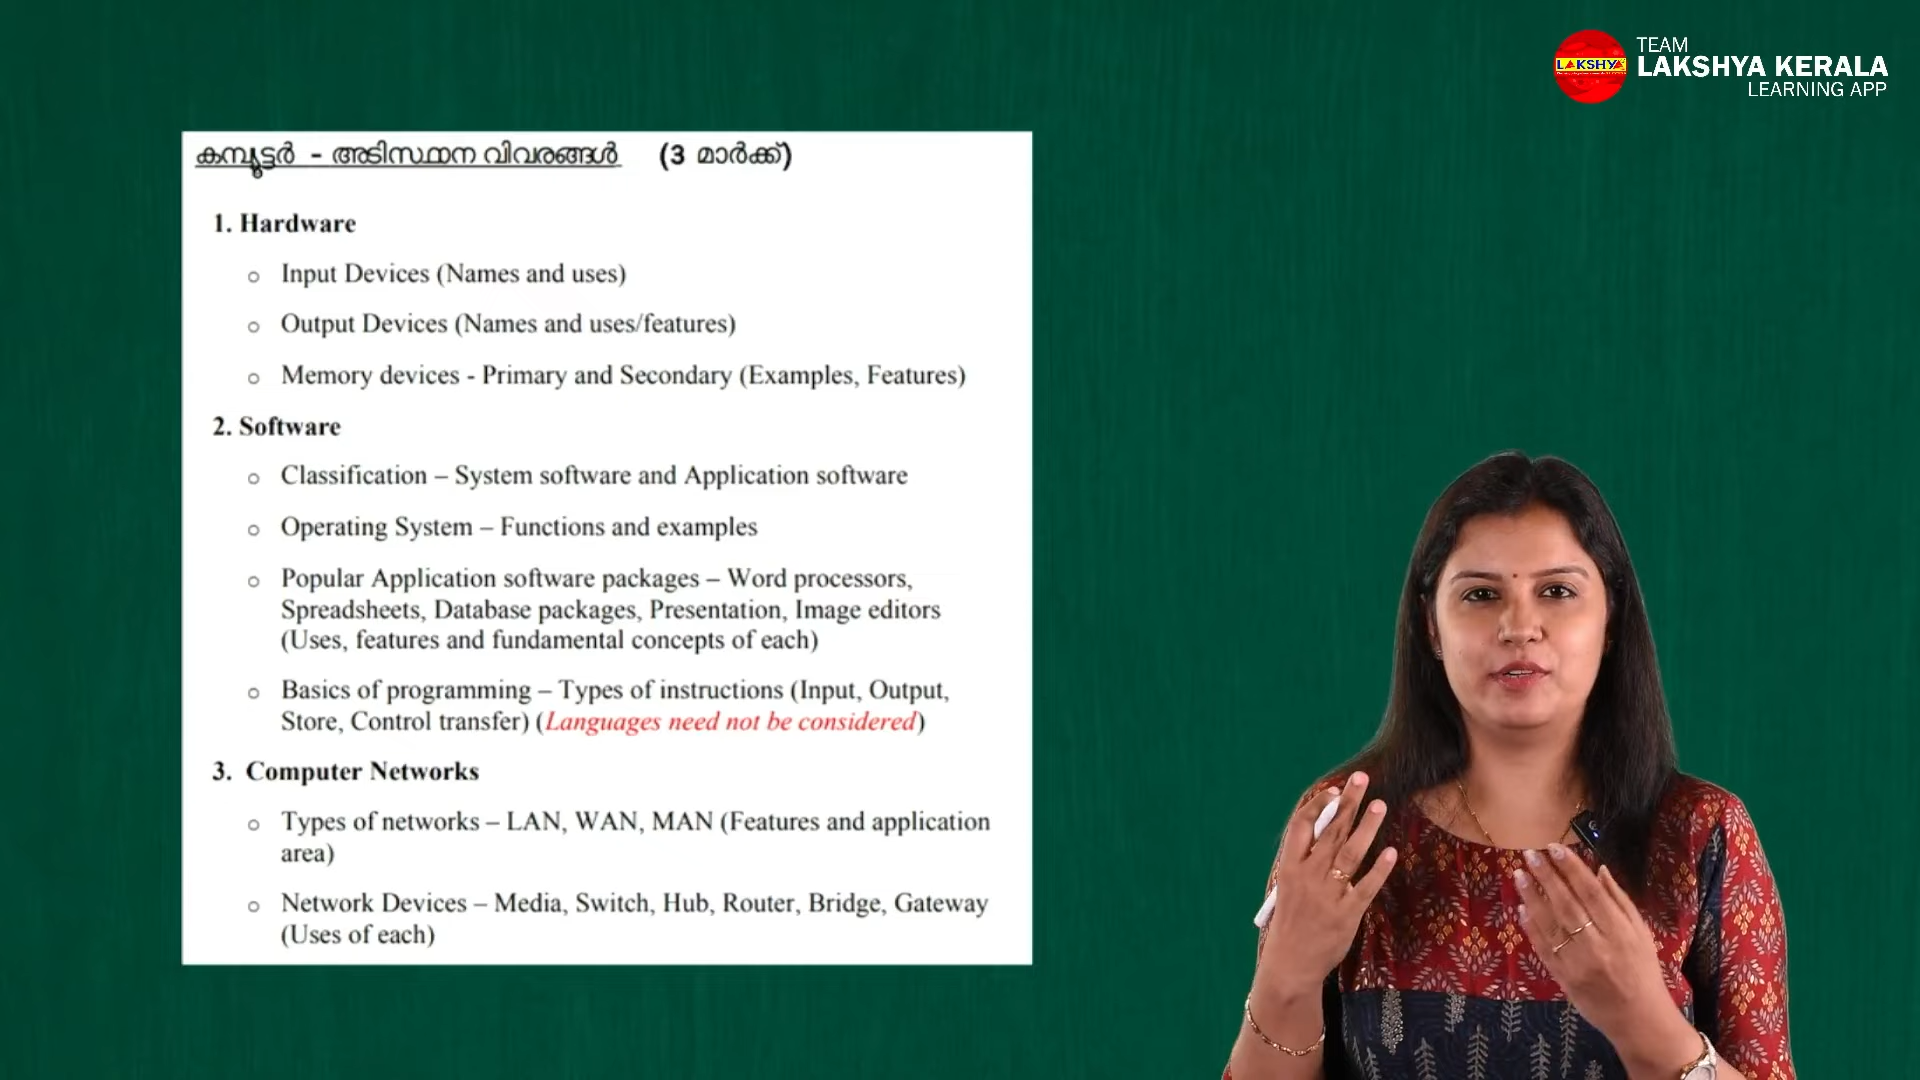 TEAM
LAKSHYA KERALA
LEARNING APP
LAKSHYA
കമ്പ്യൂട്ടർ - അടിസ്ഥാന വിവരങ്ങൾ (3 മാർക്ക്)
1. Hardware
o Input Devices (Names and uses)
o Output Devices (Names and uses/features)
o Memory devices - Primary and Secondary (Examples, Features)
2. Software
o Classification – System software and Application software
o Operating System – Functions and examples
o Popular Application software packages – Word processors,
Spreadsheets, Database packages, Presentation, Image editors
(Uses, features and fundamental concepts of each)
o Basics of programming – Types of instructions (Input, Output,
Store, Control transfer) (Languages need not be considered)
3. Computer Networks
o Types of networks – LAN, WAN, MAN (Features and application
area)
o Network Devices – Media, Switch, Hub, Router, Bridge, Gateway
(Uses of each)